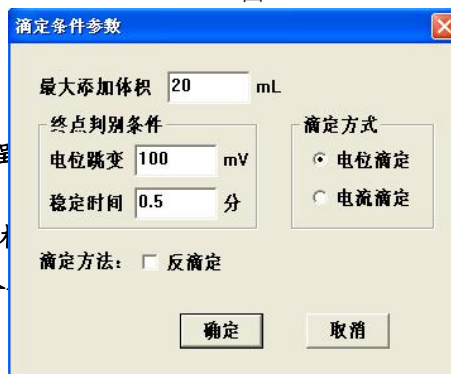 滴定条件参数
最大添加体积 20 mL
终点判别条件
电位跳变 100 mV
稳定时间 0.5 分
滴定方式
电位滴定
电流滴定
滴定方法: 反滴定
确定 取消